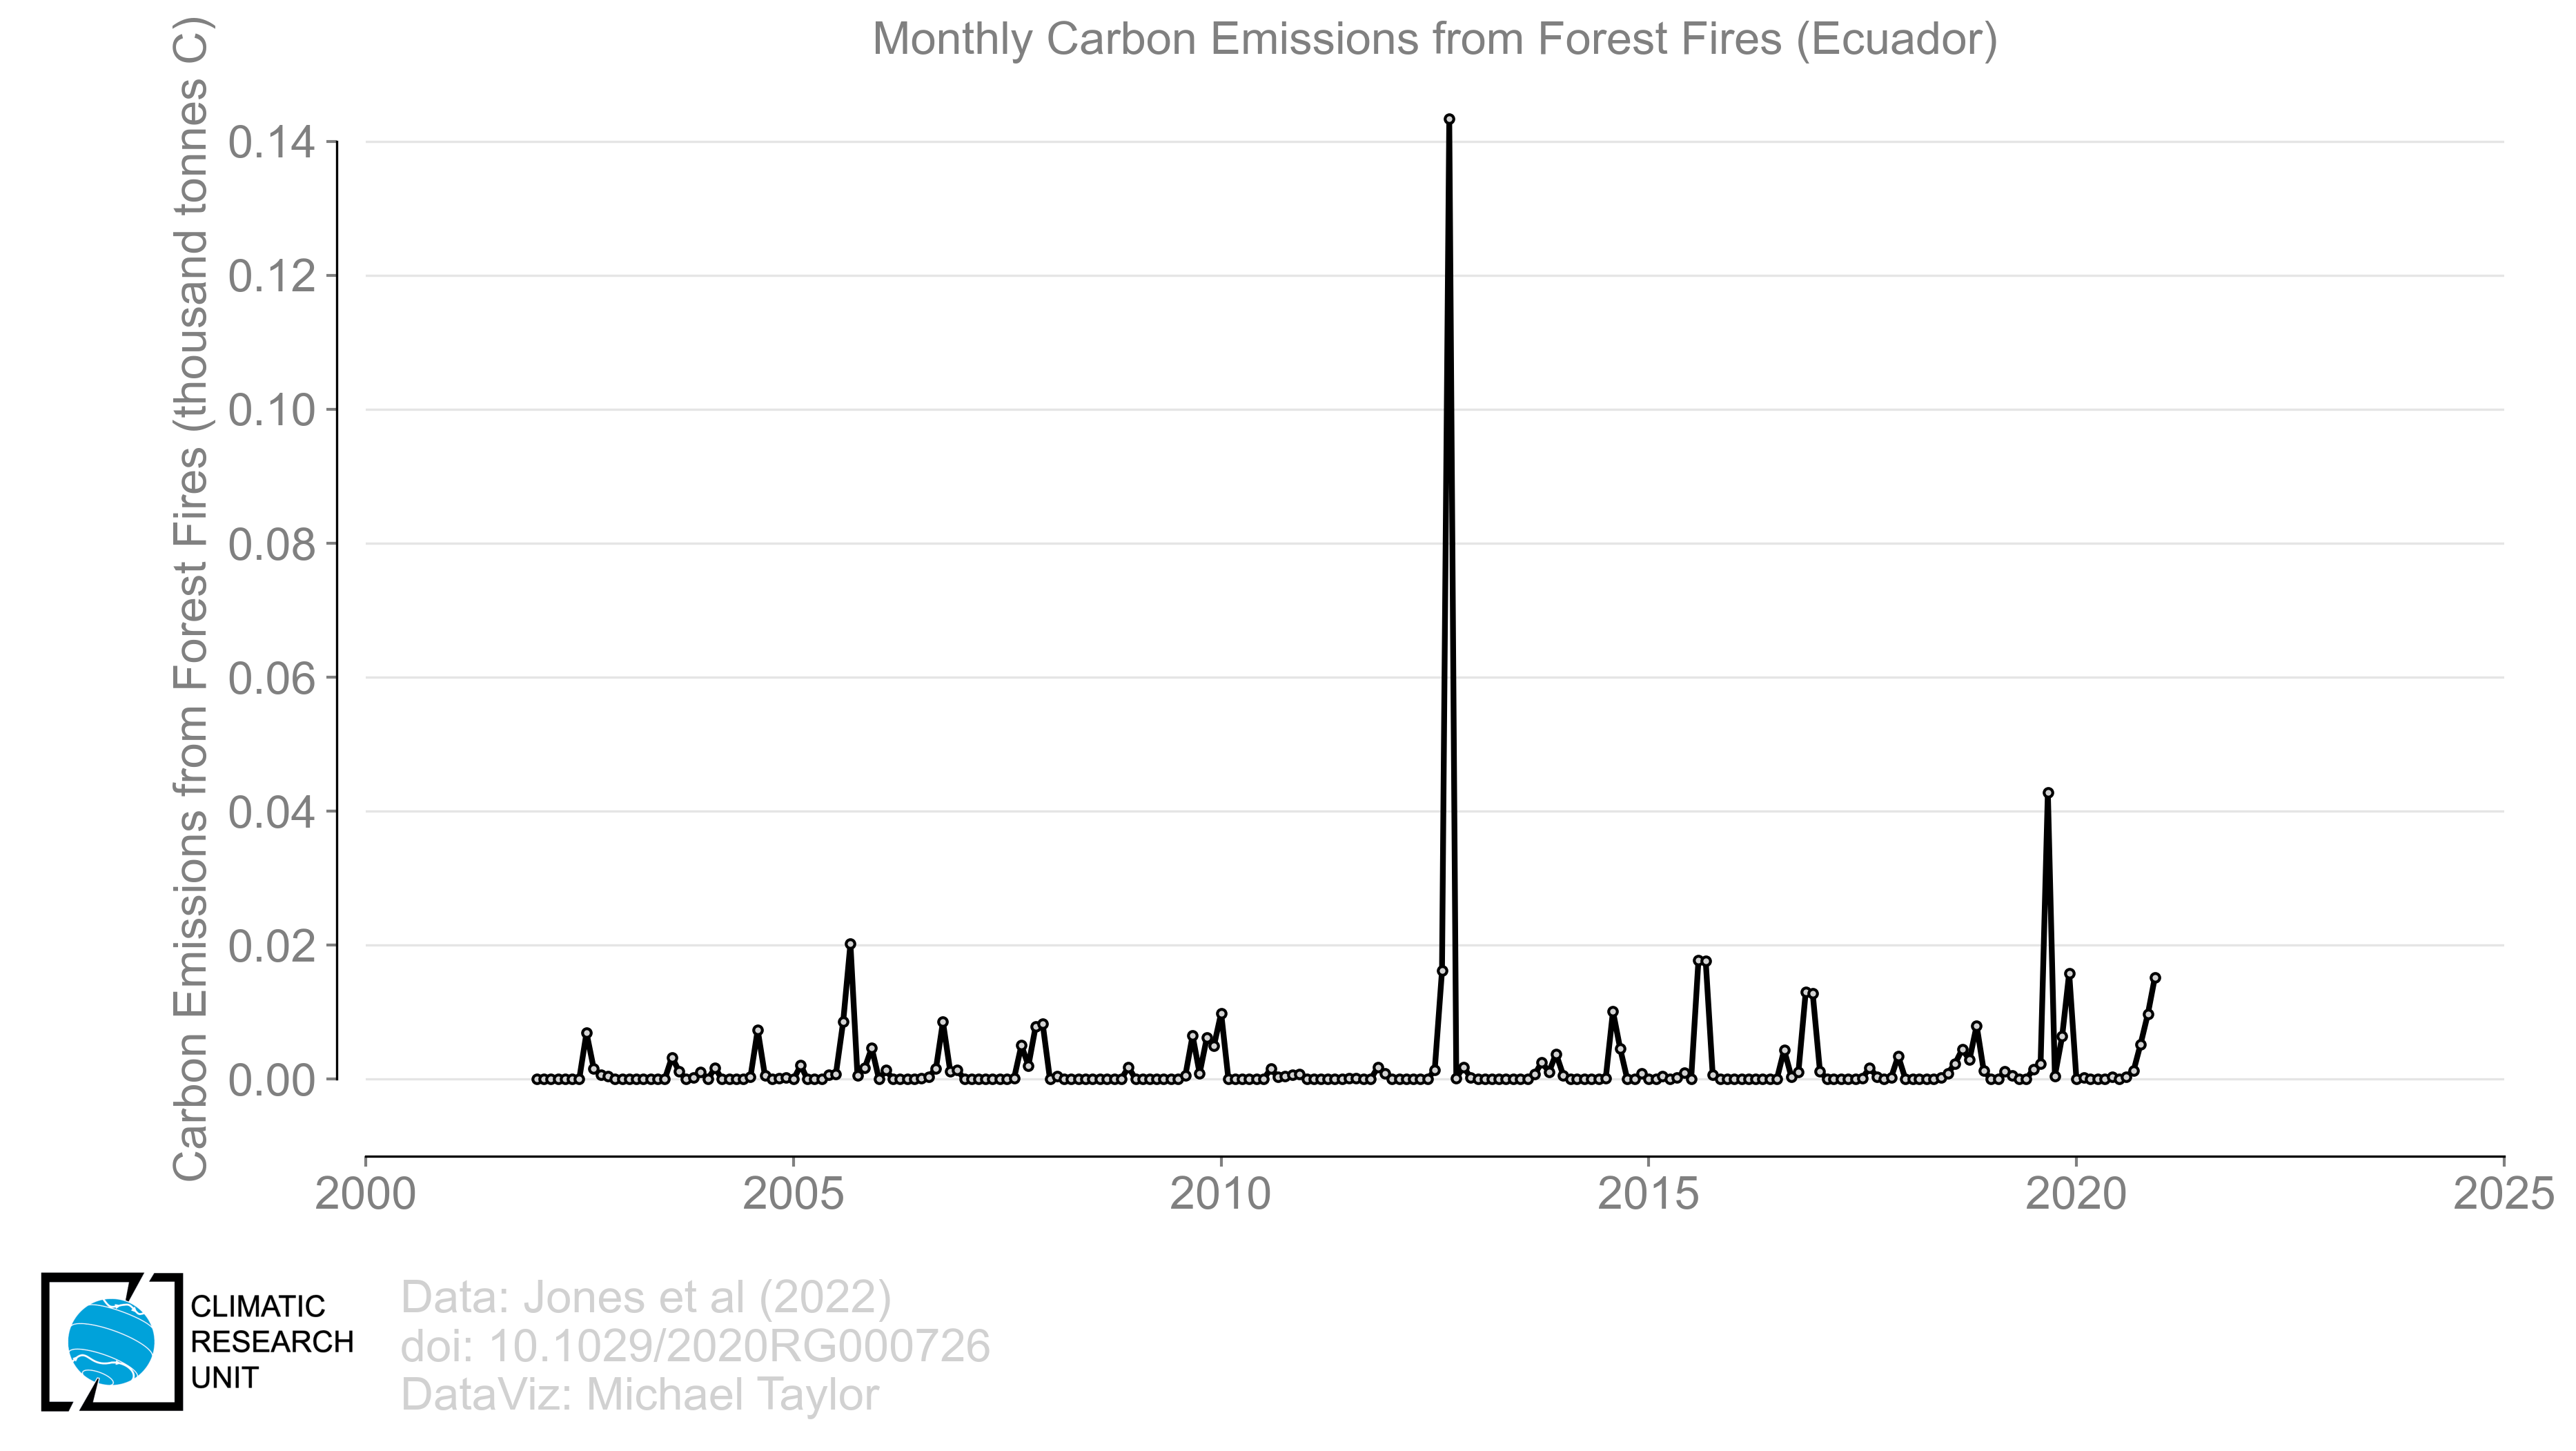 Monthly Carbon Emissions from Forest Fires (Ecuador)
Carbon Emissions from Forest Fires (thousand tonnes C)
0.14
0.12
0.10
0.08
0.06
0.04
0.02
0.00
2000
2005
2010
2015
2020
2025
CLIMATIC
RESEARCH
UNIT
Data: Jones et al (2022)
doi: 10.1029/2020RG000726
DataViz: Michael Taylor